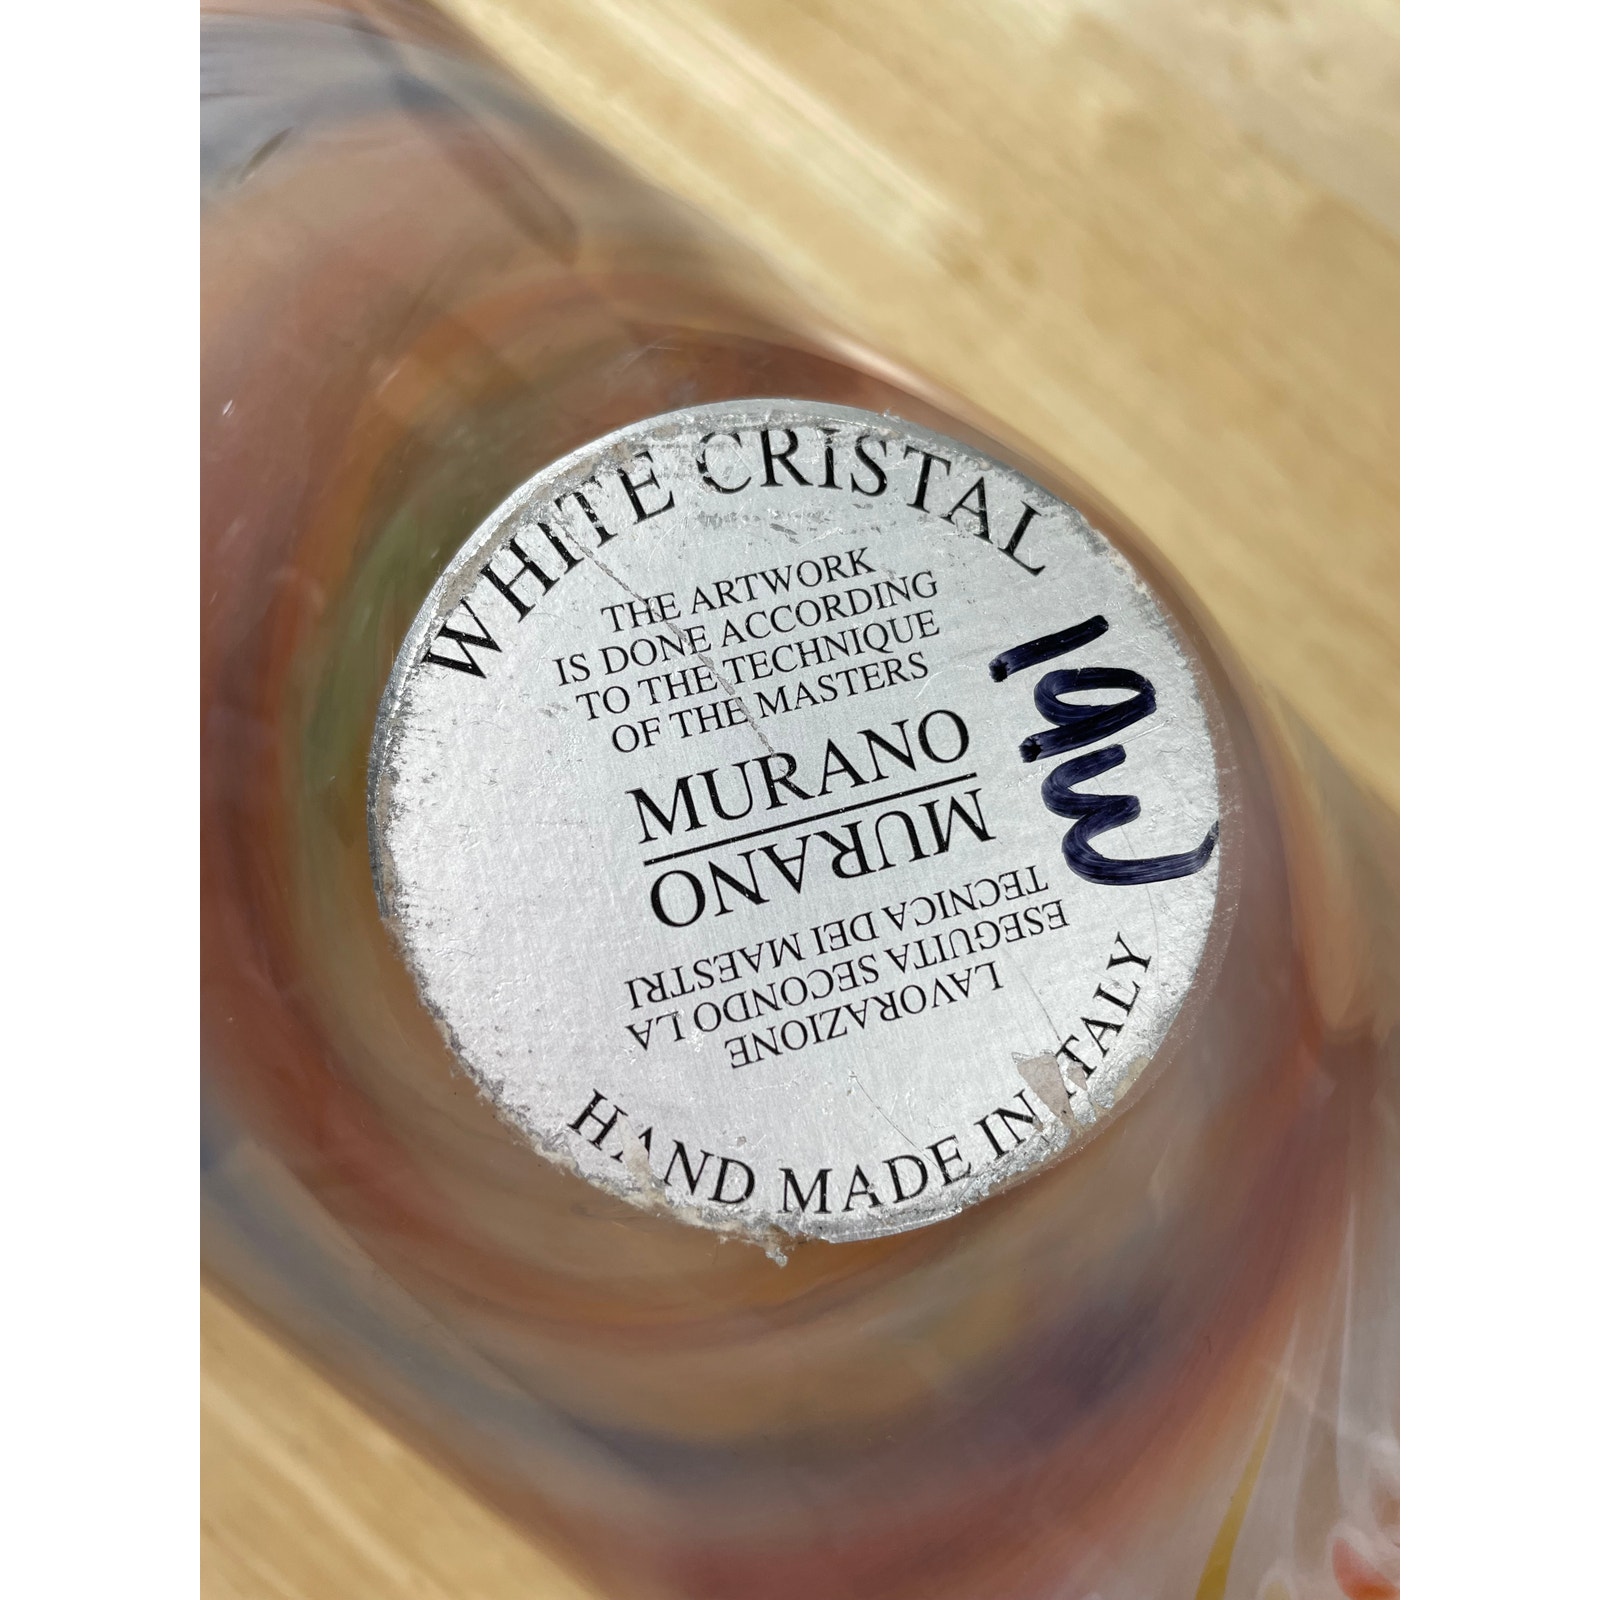 WHITE CRISTAL
THE ARTWORK
IS DONE ACCORDING
TO THE TECHNIQUE
OF THE MASTERS
MURANO
MURANO
LAVORAZIONE
ESEGUITA SECONDO LA
TECNICA DEI MAESTRI
HAND MADE IN ITALY